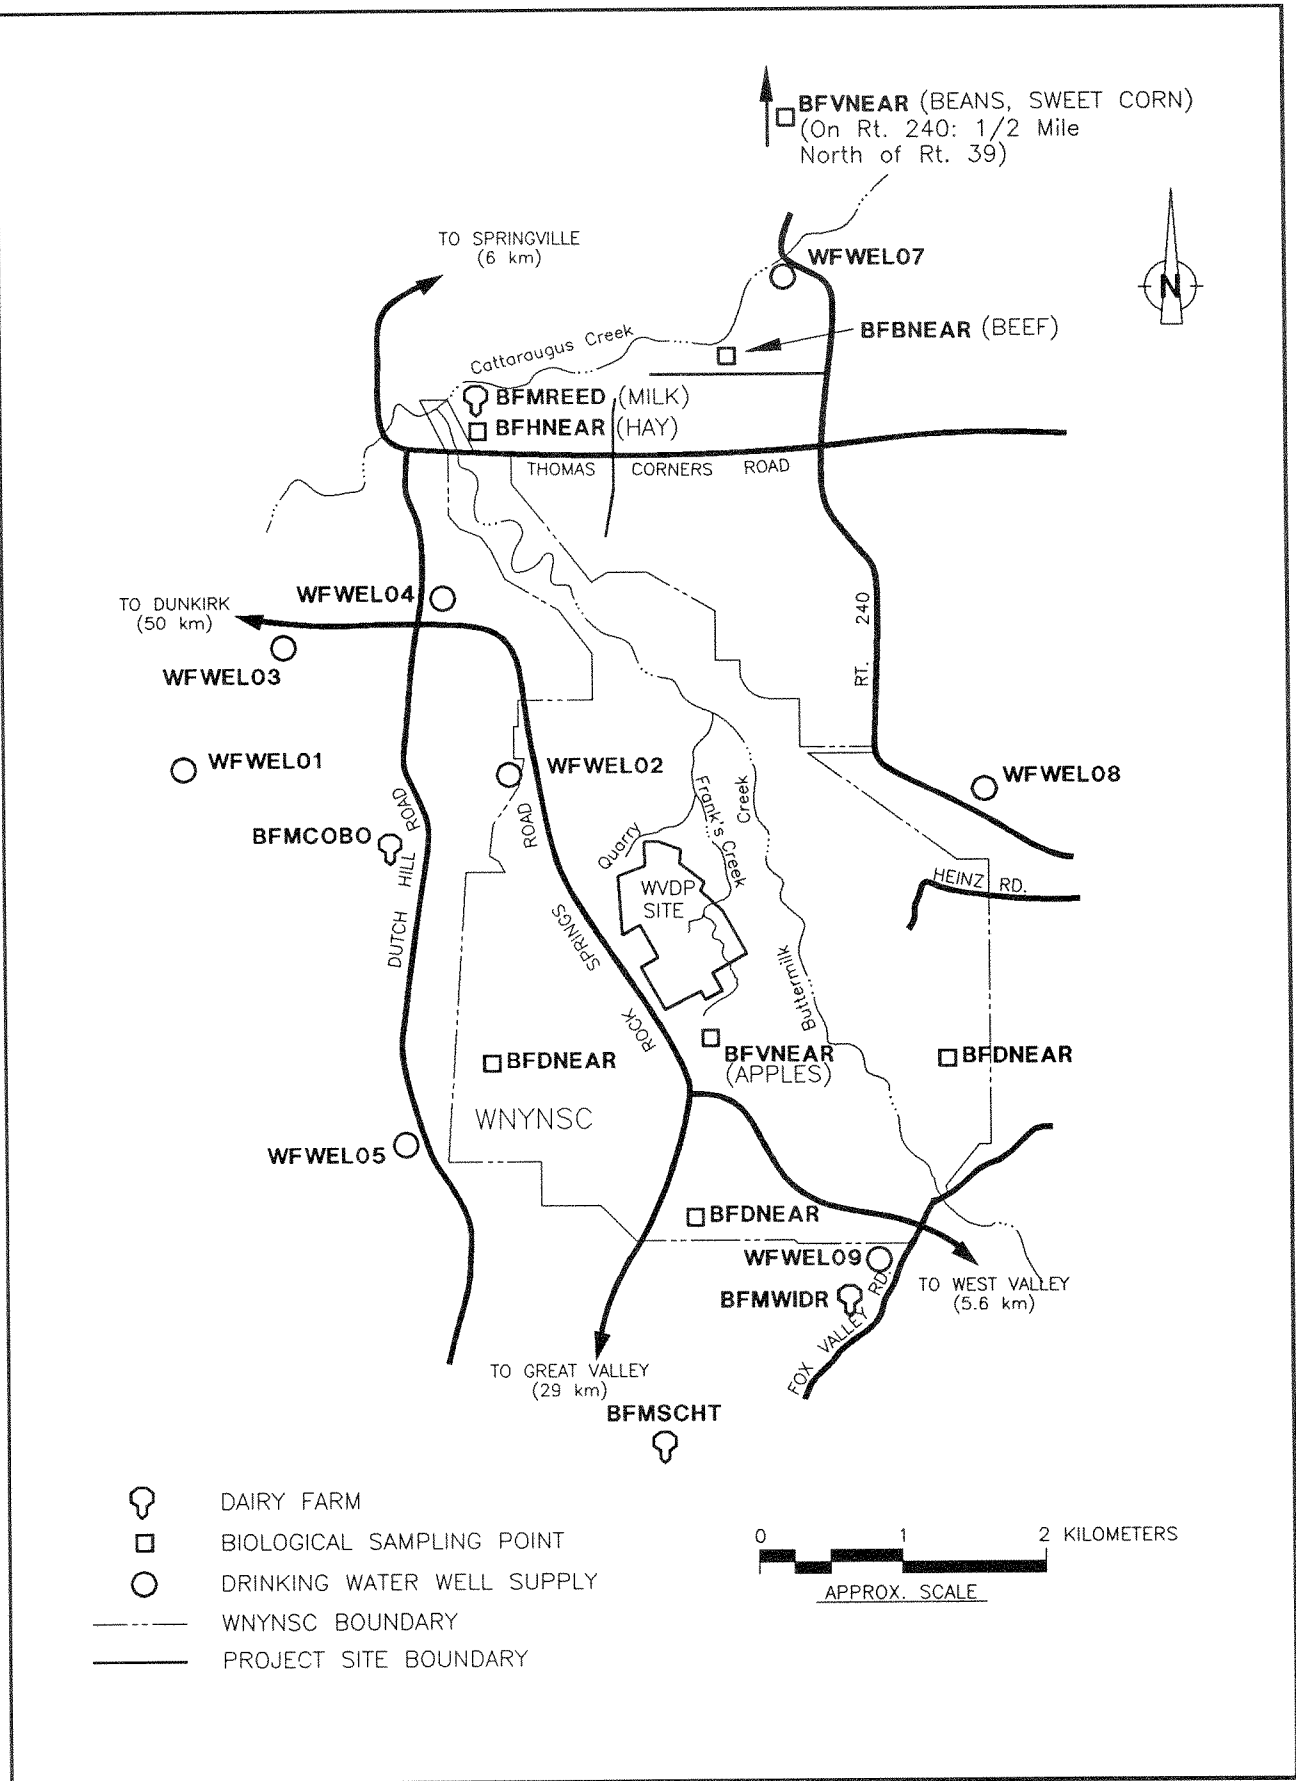 BFVNEAR (BEANS, SWEET CORN)
(On Rt. 240: 1/2 Mile
North of Rt. 39)
TO SPRINGVILLE
(6 km)
WFWEL07
N
BFBNEAR (BEEF)
Cattaraugus Creek
BFMREED (MILK)
BFHNEAR (HAY)
THOMAS CORNERS ROAD
WFWEL04
TO DUNKIRK
(50 km)
RT. 240
WFWEL03
WFWEL01
WFWEL02
WFWEL08
BFMCOBO
DUTCH HILL ROAD
ROCK SPRINGS ROAD
Quarry
Frank's Creek
Buttermilk Creek
WVDP
SITE
HEINZ RD.
BFDNEAR
BFVNEAR
(APPLES)
BFDNEAR
WNYNSC
WFWEL05
BFDNEAR
WFWEL09
BFMWIDR
FOX VALLEY RD.
TO WEST VALLEY
(5.6 km)
TO GREAT VALLEY
(29 km)
BFMSCHT
DAIRY FARM
BIOLOGICAL SAMPLING POINT
DRINKING WATER WELL SUPPLY
WNYNSC BOUNDARY
PROJECT SITE BOUNDARY
0 1 2 KILOMETERS
APPROX. SCALE